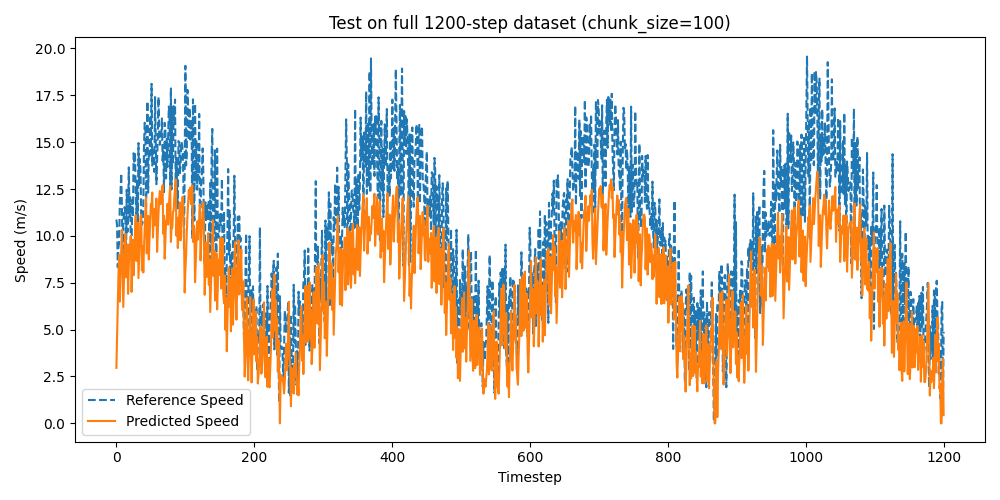 Test on full 1200-step dataset (chunk_size=100)
20.0
17.5
15.0
12.5
10.0
7.5
5.0
2.5
0.0
Speed (m/s)
Reference Speed
Predicted Speed
0 200 400 600 800 1000 1200
Timestep